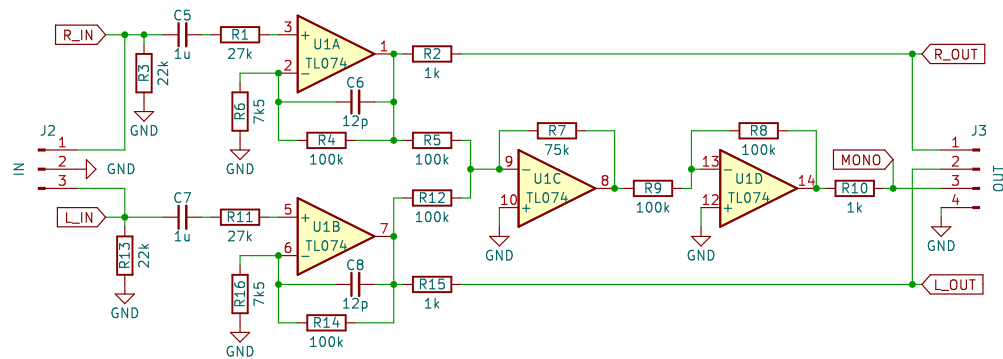 R_IN
C5
1u
R1
27k
3
+
U1A
TL074
1
2
−
R2
1k
R_OUT
R3
22k
GND
R6
7k5
GND
C6
12p
R4
100k
R5
100k
J2
1
2
3
IN
GND
R7
75k
9
−
U1C
TL074
8
10
+
GND
R8
100k
13
−
U1D
TL074
14
12
+
GND
R9
100k
MONO
R10
1k
J3
1
2
3
4
OUT
GND
R12
100k
L_IN
C7
1u
R11
27k
5
+
U1B
TL074
7
6
−
R13
22k
GND
R16
7k5
GND
C8
12p
R14
100k
R15
1k
L_OUT